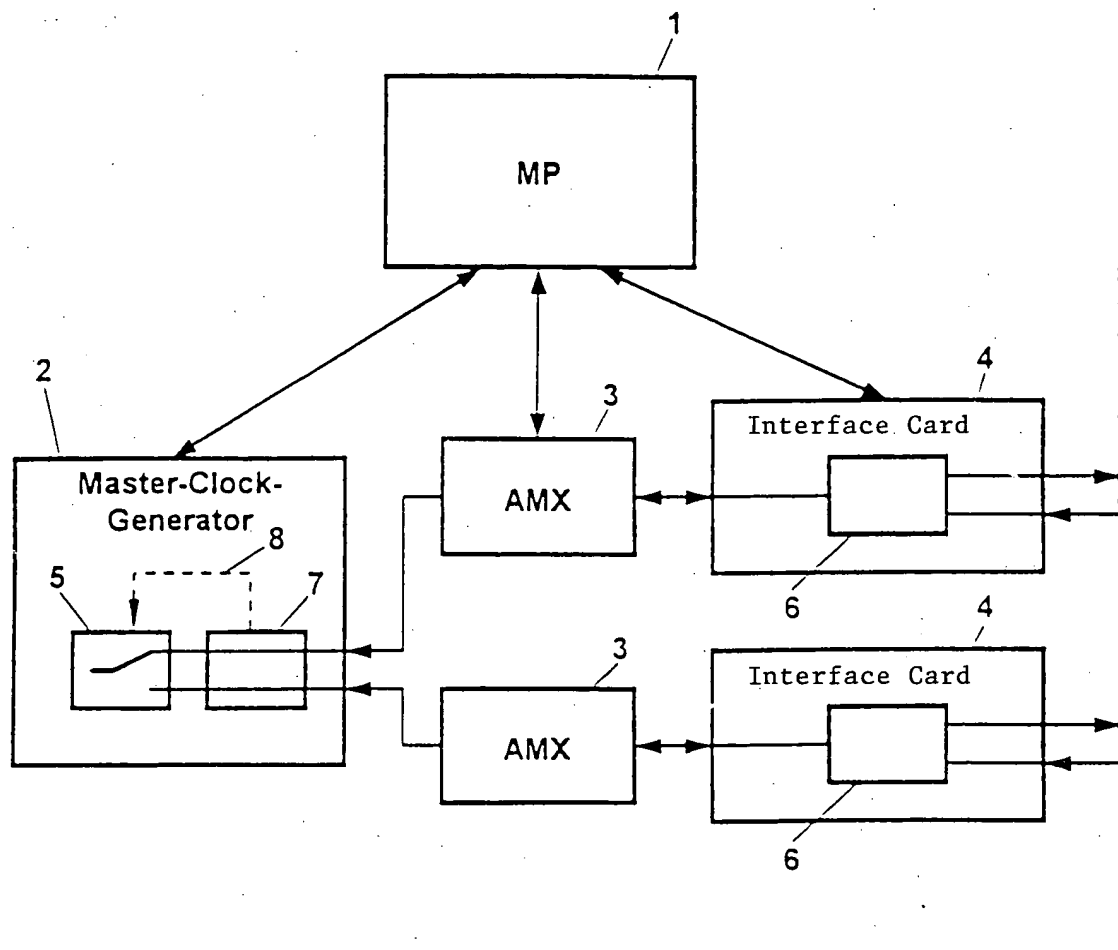 1
MP
2
3
4
Interface Card
Master-Clock-
Generator
AMX
8
5
7
6
4
3
Interface Card
AMX
6